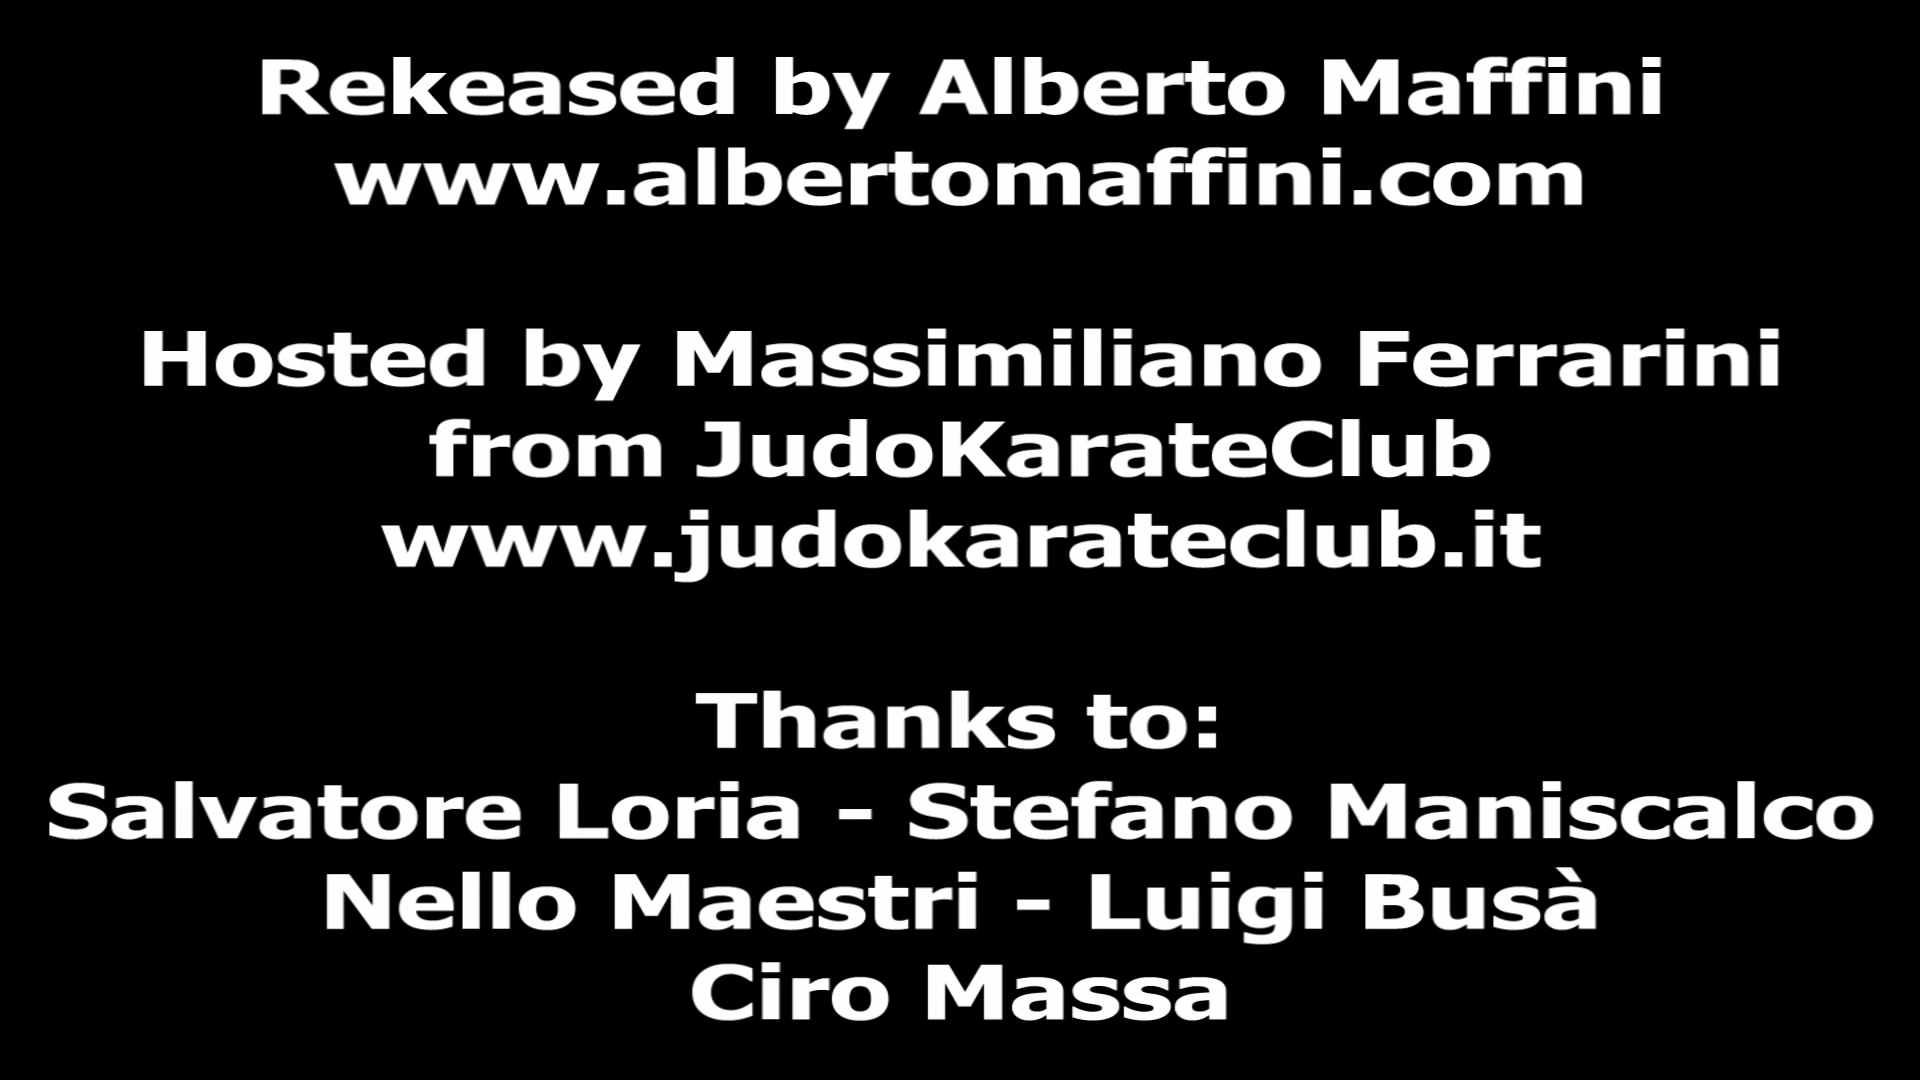 Rekeased by Alberto Maffini
www.albertomaffini.com
Hosted by Massimiliano Ferrarini
from JudoKarateClub
www.judokarateclub.it
Thanks to:
Salvatore Loria - Stefano Maniscalco
Nello Maestri - Luigi Busà
Ciro Massa